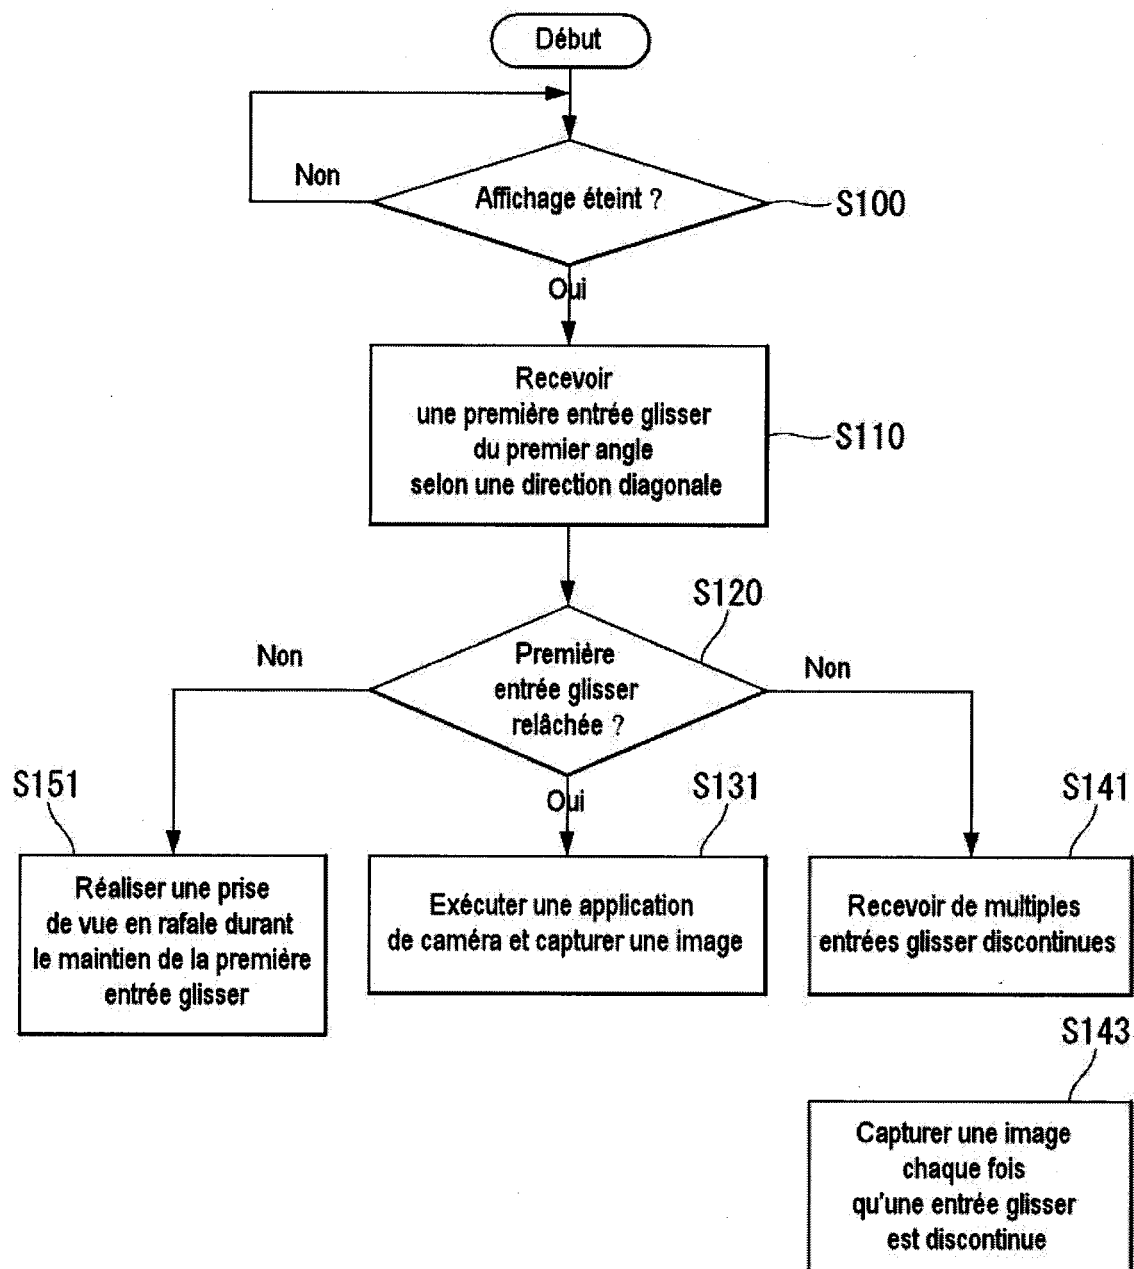 Début
Non
Affichage éteint ?
S100
Oui
Recevoir
une première entrée glisser
du premier angle
selon une direction diagonale
S110
S120
Non
Première
entrée glisser
relâchée ?
Non
S151
Oui
S131
S141
Réaliser une prise
de vue en rafale durant
le maintien de la première
entrée glisser
Exécuter une application
de caméra et capturer une image
Recevoir de multiples
entrées glisser discontinues
S143
Capturer une image
chaque fois
qu'une entrée glisser
est discontinue